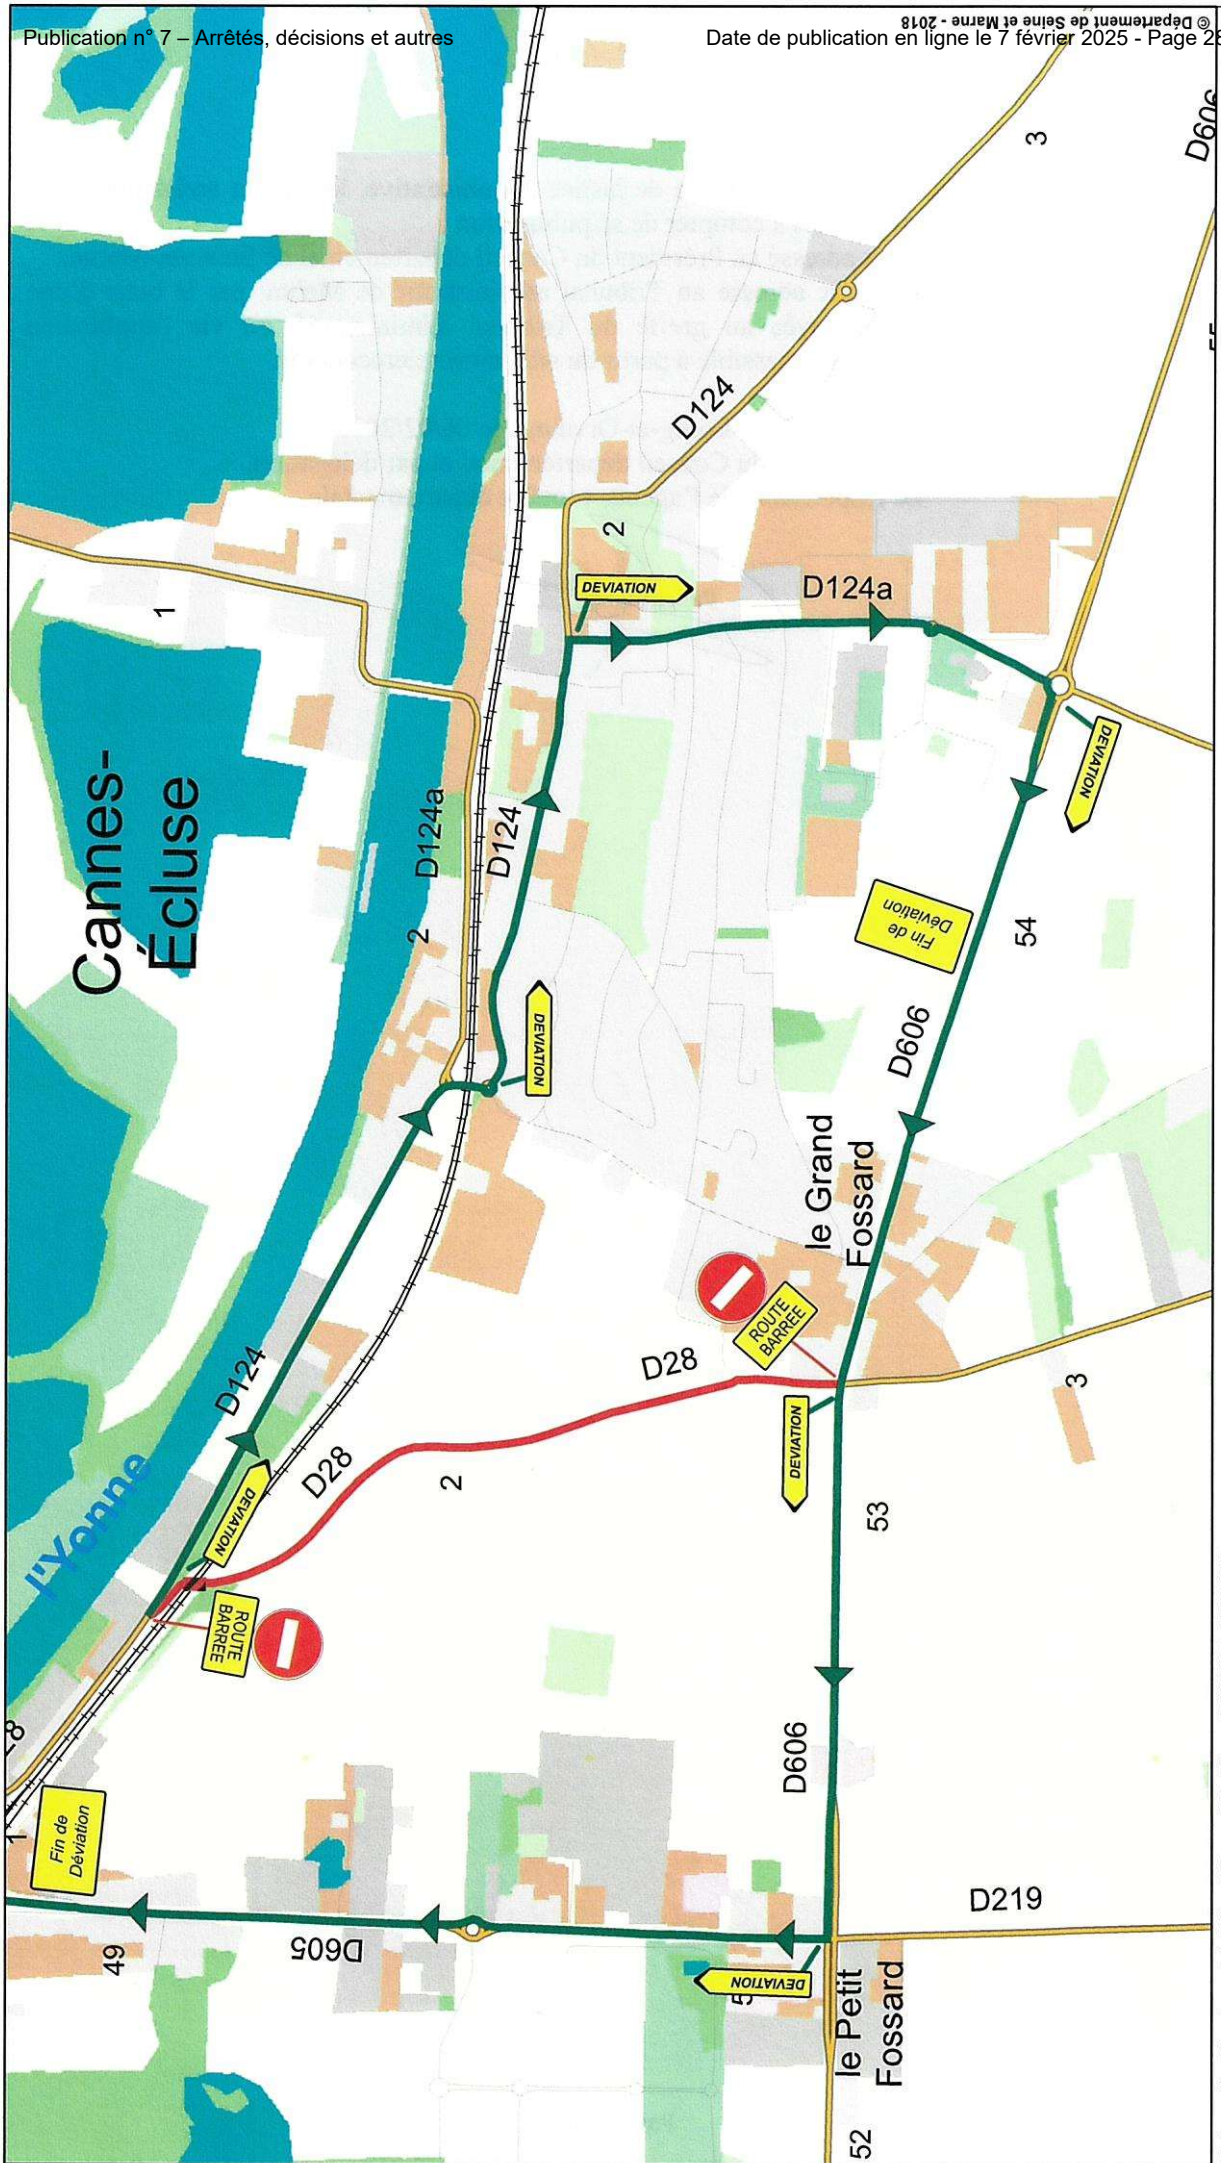 © Département de Seine et Marne - 2018
Publication n° 7 – Arrêtés, décisions et autres
Date de publication en ligne le 7 février 2025 - Page 28
3
D606
D124
1
2
DEVIATION
D124a
Cannes-
Écluse
D124a
D124
2
DEVIATION
DEVIATION
Fin de
Déviation
54
D606
le Grand
Fossard
ROUTE
BARREE
D28
D124
l'Yonne
DEVIATION
D28
2
3
DEVIATION
53
ROUTE
BARREE
D606
Fin de
Déviation
1
D219
D605
49
DEVIATION
le Petit
Fossard
52